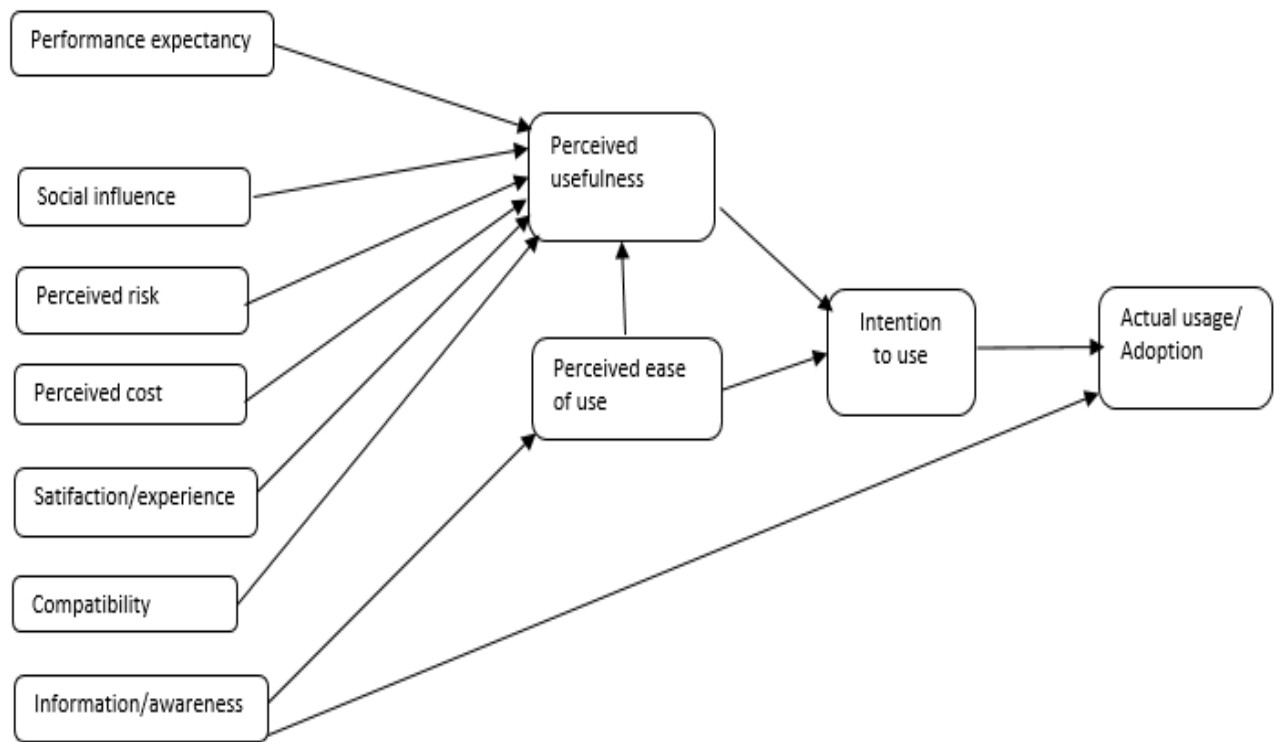 Performance expectancy
Social influence
Perceived risk
Perceived cost
Satifaction/experience
Compatibility
Information/awareness
Perceived
usefulness
Perceived ease
of use
Intention
to use
Actual usage/
Adoption